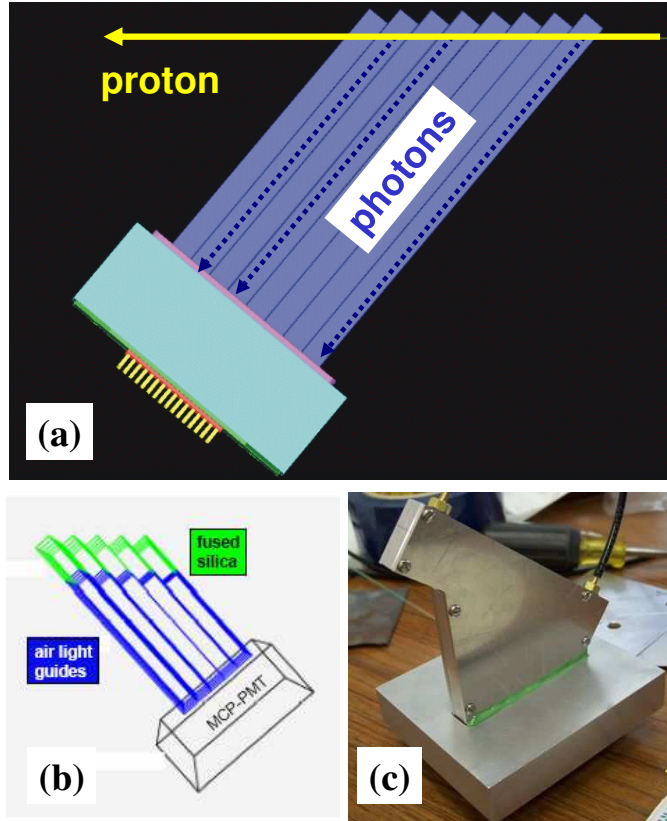 proton
photons
(a)
fused
silica
air light
guides
MCP-PMT
(b)
(c)